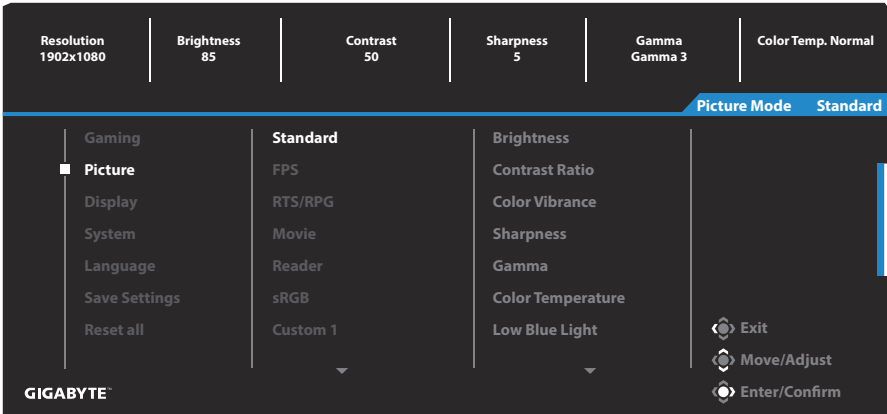 Resolution Brightness Contrast Sharpness Gamma Color Temp. Normal
1902x1080 85 50 5 Gamma 3
Picture Mode Standard
Gaming Standard Brightness
Picture FPS Contrast Ratio
Display RTS/RPG Color Vibrance
System Movie Sharpness
Language Reader Gamma
Save Settings sRGB Color Temperature
Reset all Custom 1 Low Blue Light
Exit
Move/Adjust
GIGABYTE™ Enter/Confirm